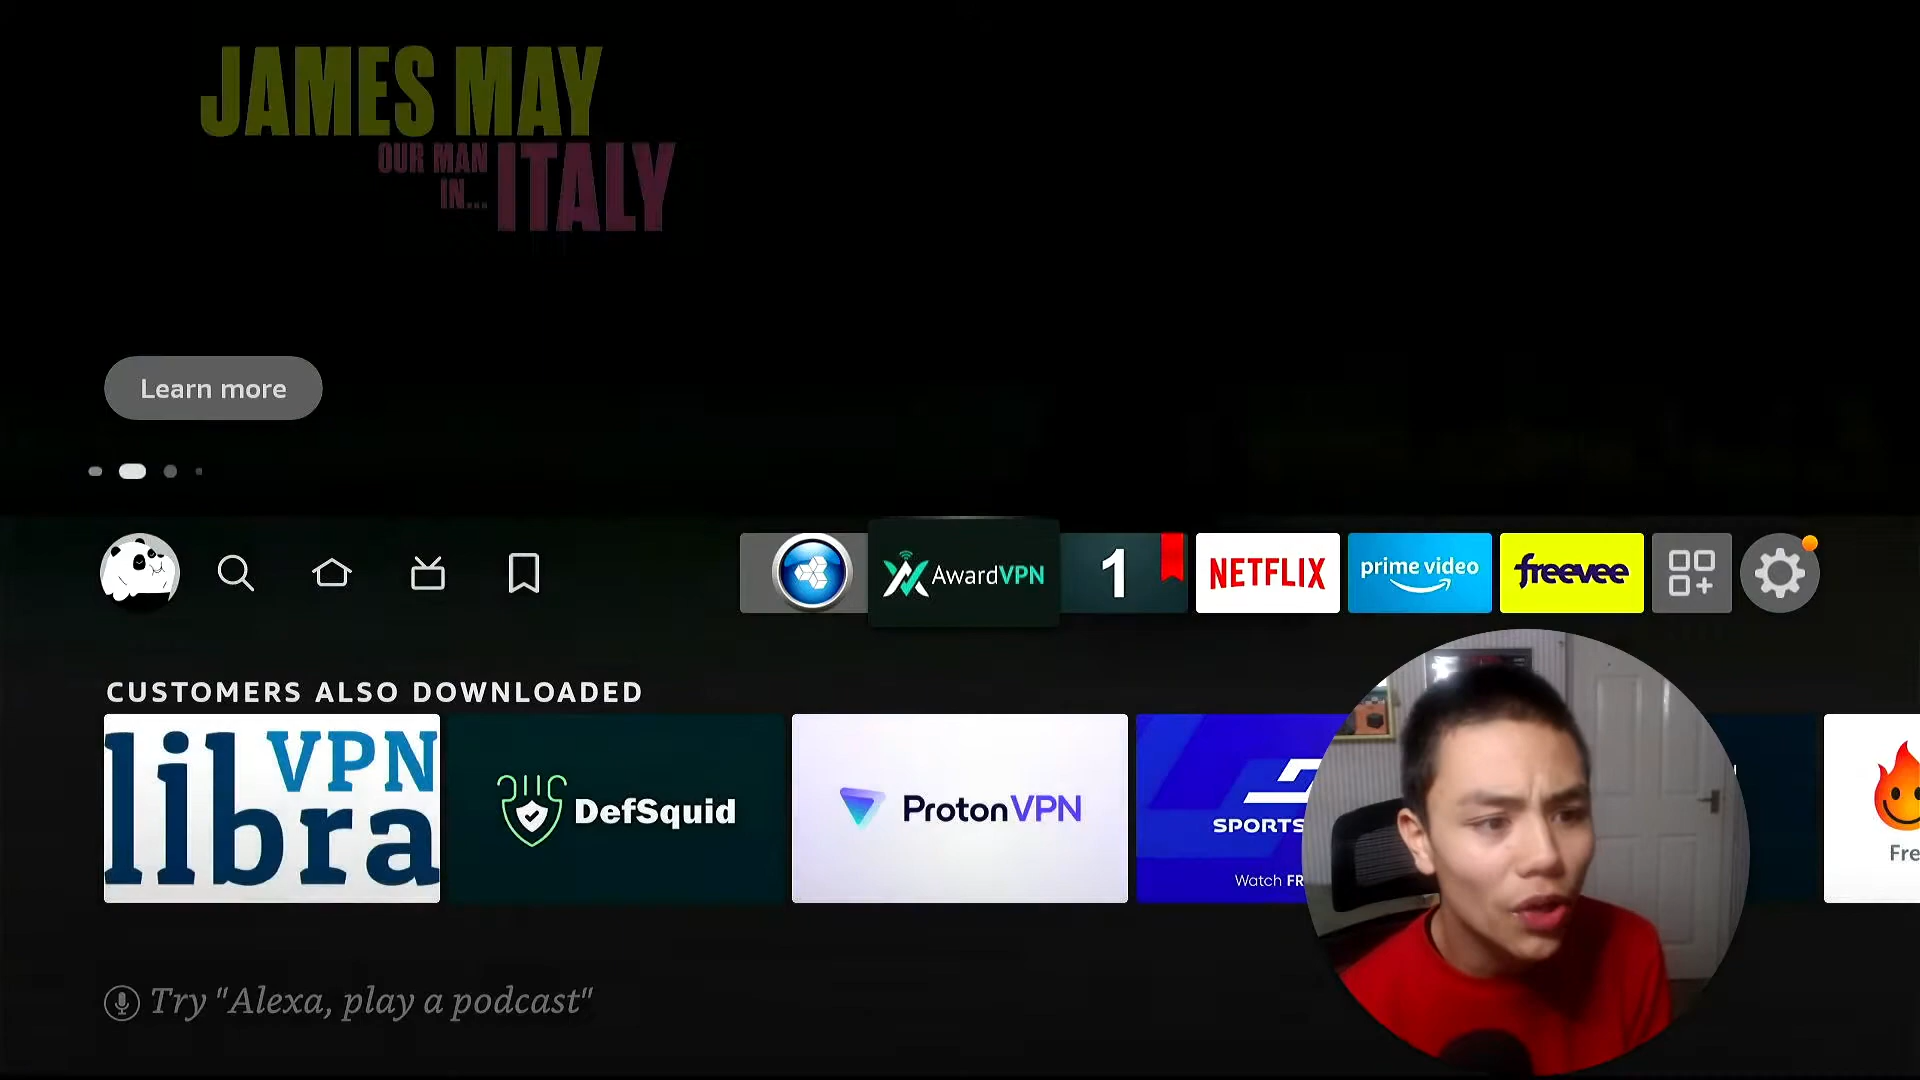 JAMES MAY
OUR MAN
IN... ITALY
Learn more
AwardVPN
1
NETFLIX
prime video
freevee
CUSTOMERS ALSO DOWNLOADED
VPN
libra
DefSquid
ProtonVPN
SPORTS
Watch FR
Fre
Try "Alexa, play a podcast"